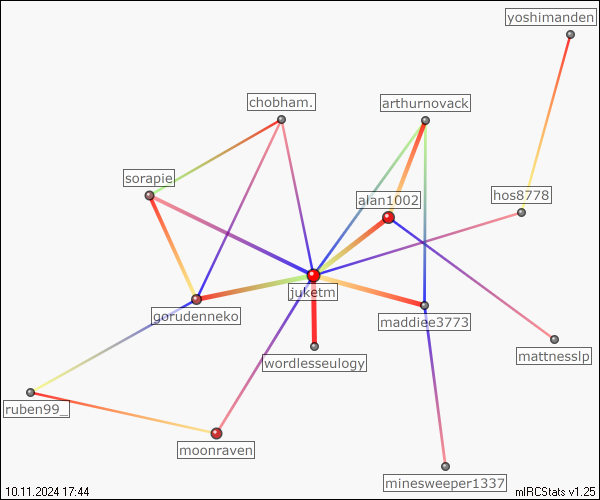 yoshimanden
chobham.
arthurnovack
sorapie
alan1002
hos8778
juketm
gorudenneko
maddiee3773
wordlesseulogy
mattnesslp
ruben99_
moonraven
minesweeper1337
10.11.2024 17:44
mIRCStats v1.25